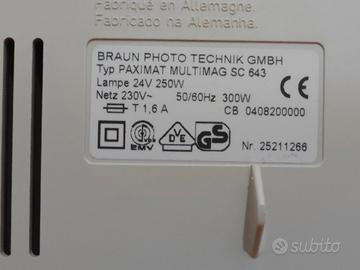 Fabriqué en Allemagne.
Fabricado na Alemanha.
BRAUN PHOTO TECHNIK GMBH
Typ PAXIMAT MULTIMAG SC 643
Lampe 24V 250W
Netz 230V~ 50/60Hz 300W
T 1,6 A CB 0408200000
CE
EMV
VDE
GS
Nr. 25211266
subito